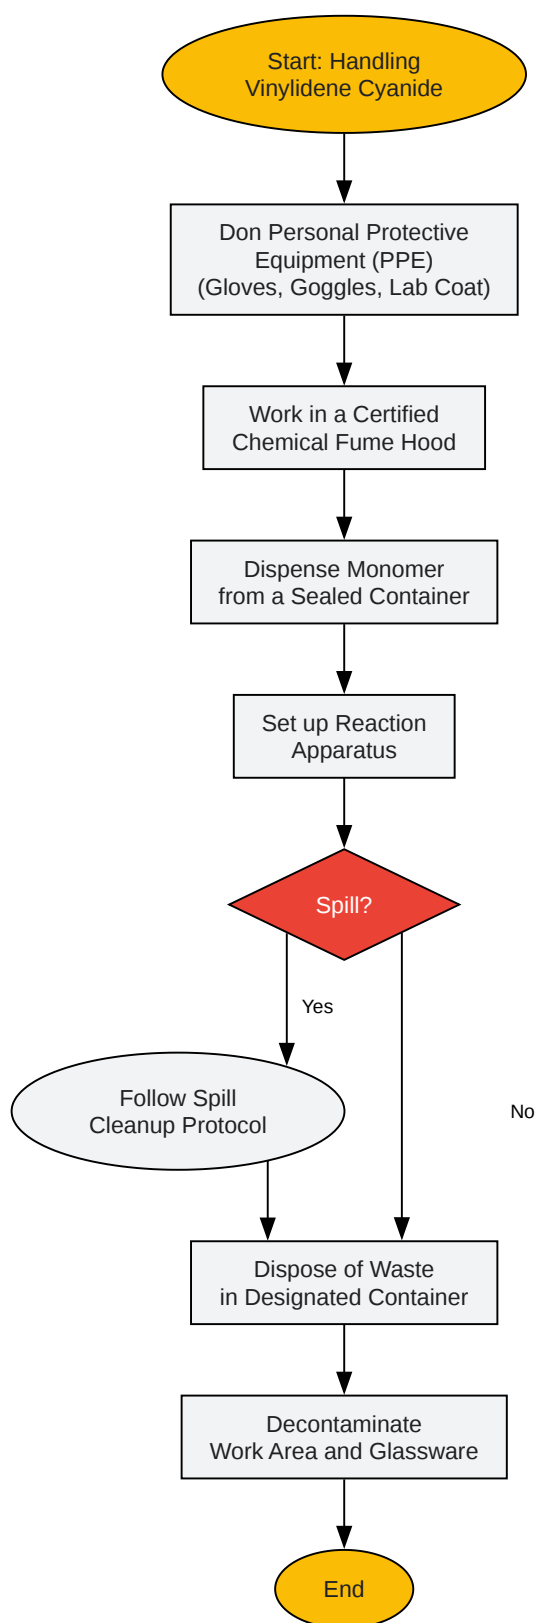 Start: Handling
Vinylidene Cyanide
Don Personal Protective
Equipment (PPE)
(Gloves, Goggles, Lab Coat)
Work in a Certified
Chemical Fume Hood
Dispense Monomer
from a Sealed Container
Set up Reaction
Apparatus
Spill?
Yes
Follow Spill
Cleanup Protocol
No
Dispose of Waste
in Designated Container
Decontaminate
Work Area and Glassware
End